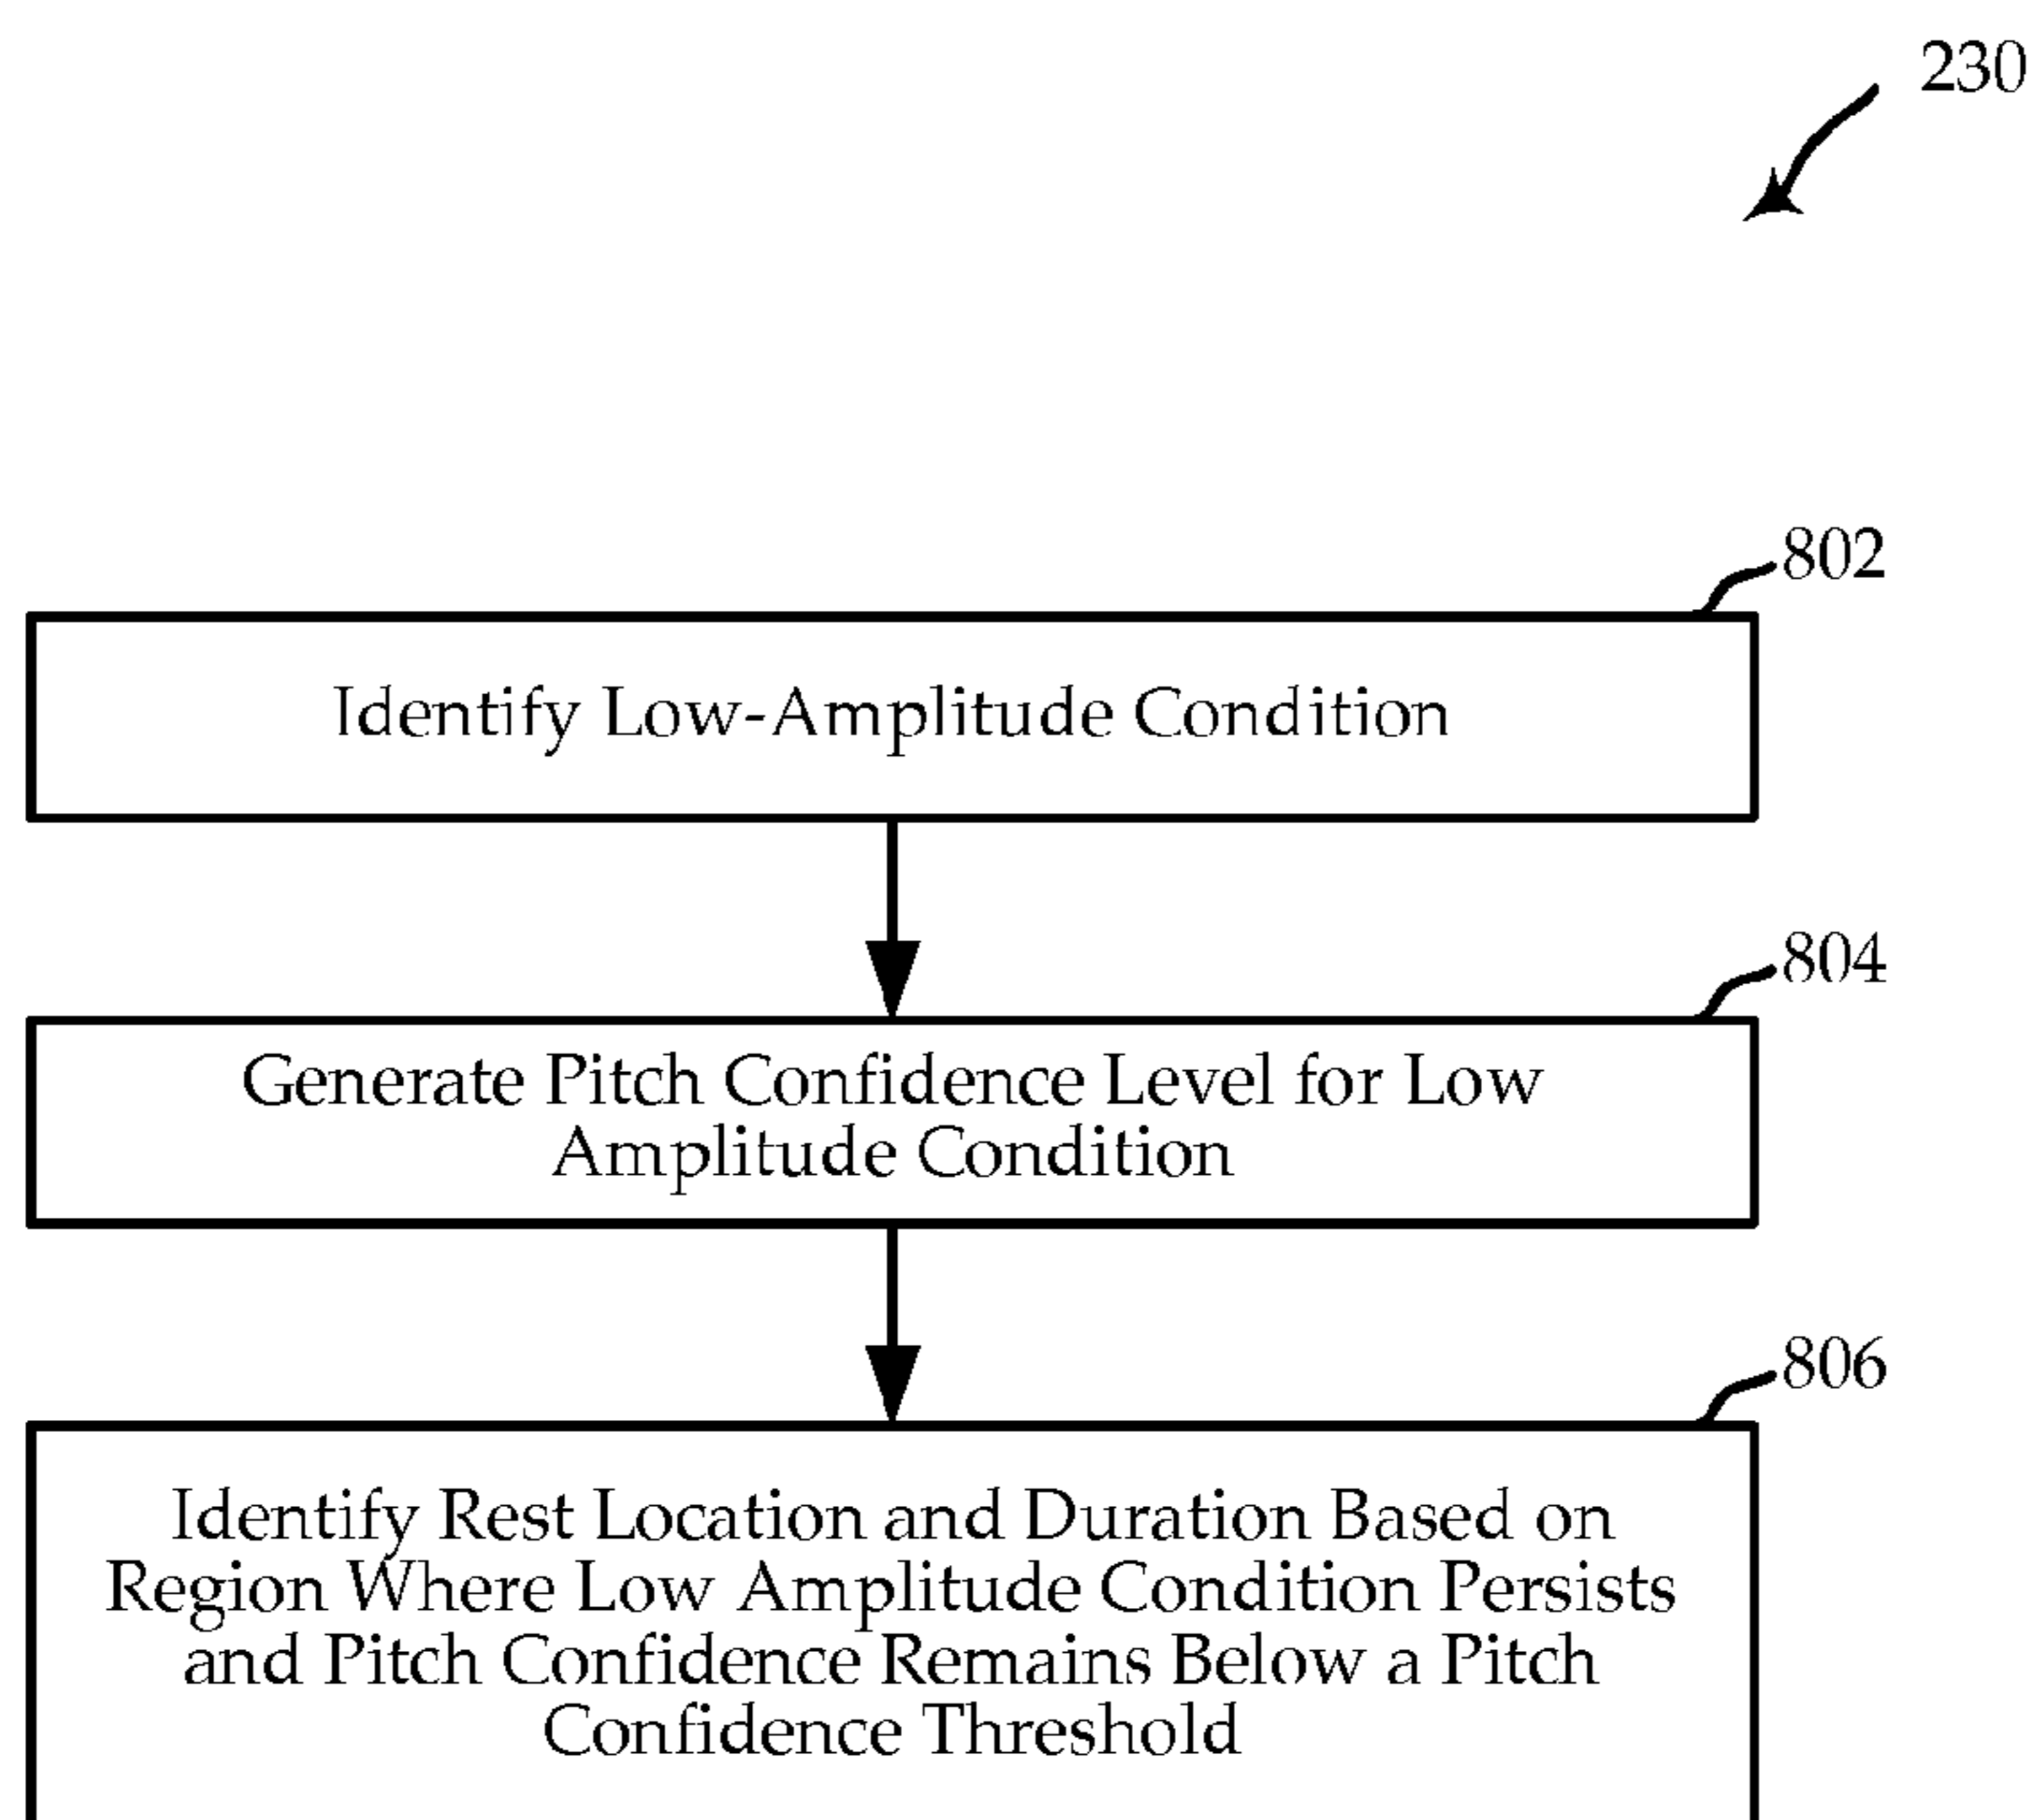 230
802
Identify Low-Amplitude Condition
804
Generate Pitch Confidence Level for Low
Amplitude Condition
806
Identify Rest Location and Duration Based on
Region Where Low Amplitude Condition Persists
and Pitch Confidence Remains Below a Pitch
Confidence Threshold